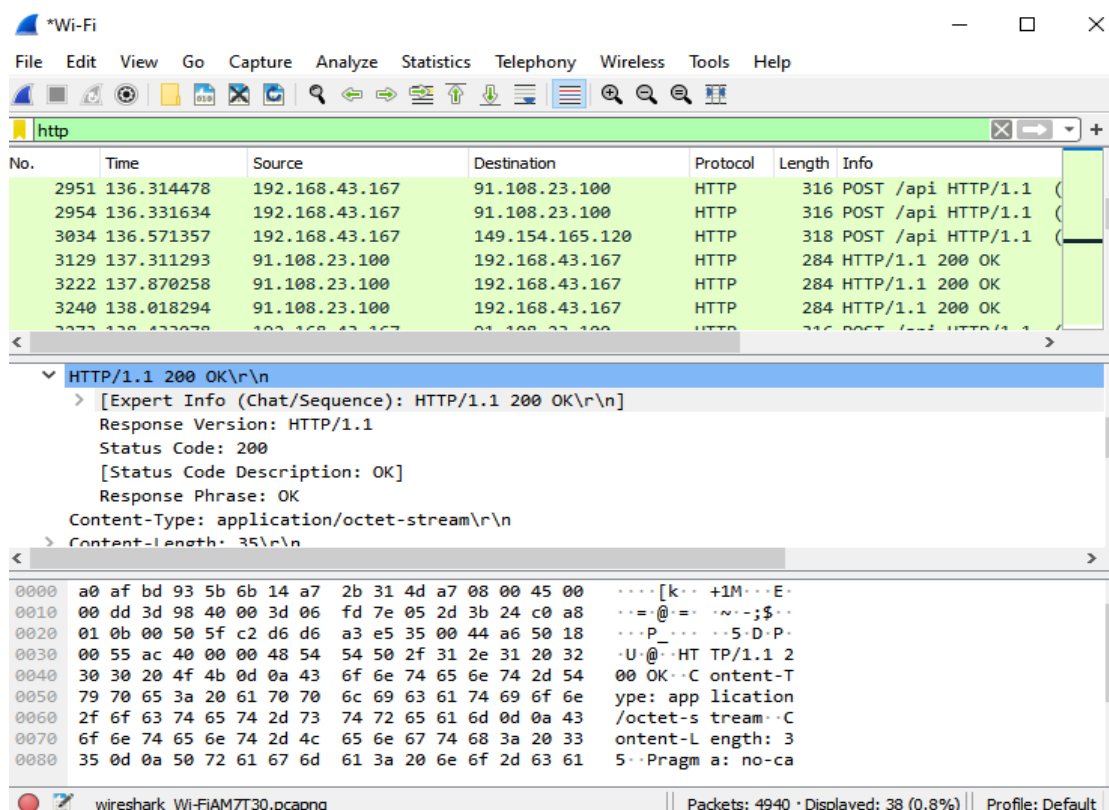 *Wi-Fi
File Edit View Go Capture Analyze Statistics Telephony Wireless Tools Help
http
No. Time Source Destination Protocol Length Info
2951 136.314478 192.168.43.167 91.108.23.100 HTTP 316 POST /api HTTP/1.1 (
2954 136.331634 192.168.43.167 91.108.23.100 HTTP 316 POST /api HTTP/1.1 (
3034 136.571357 192.168.43.167 149.154.165.120 HTTP 318 POST /api HTTP/1.1 (
3129 137.311293 91.108.23.100 192.168.43.167 HTTP 284 HTTP/1.1 200 OK
3222 137.870258 91.108.23.100 192.168.43.167 HTTP 284 HTTP/1.1 200 OK
3240 138.018294 91.108.23.100 192.168.43.167 HTTP 284 HTTP/1.1 200 OK
HTTP/1.1 200 OK\r\n
[Expert Info (Chat/Sequence): HTTP/1.1 200 OK\r\n]
Response Version: HTTP/1.1
Status Code: 200
[Status Code Description: OK]
Response Phrase: OK
Content-Type: application/octet-stream\r\n
Content-Length: 35\r\n
0000 a0 af bd 93 5b 6b 14 a7 2b 31 4d a7 08 00 45 00 ····[k·· +1M···E·
0010 00 dd 3d 98 40 00 3d 06 fd 7e 05 2d 3b 24 c0 a8 ··=·@·=· ·~·-;$··
0020 01 0b 00 50 5f c2 d6 d6 a3 e5 35 00 44 a6 50 18 ···P_··· ··5·D·P·
0030 00 55 ac 40 00 00 48 54 54 50 2f 31 2e 31 20 32 ·U·@··HT TP/1.1 2
0040 30 30 20 4f 4b 0d 0a 43 6f 6e 74 65 6e 74 2d 54 00 OK··C ontent-T
0050 79 70 65 3a 20 61 70 70 6c 69 63 61 74 69 6f 6e ype: app lication
0060 2f 6f 63 74 65 74 2d 73 74 72 65 61 6d 0d 0a 43 /octet-s tream··C
0070 6f 6e 74 65 6e 74 2d 4c 65 6e 67 74 68 3a 20 33 ontent-L ength: 3
0080 35 0d 0a 50 72 61 67 6d 61 3a 20 6e 6f 2d 63 61 5··Pragm a: no-ca
wireshark_Wi-FiAM7T30.pcapng Packets: 4940 · Displayed: 38 (0.8%) Profile: Default